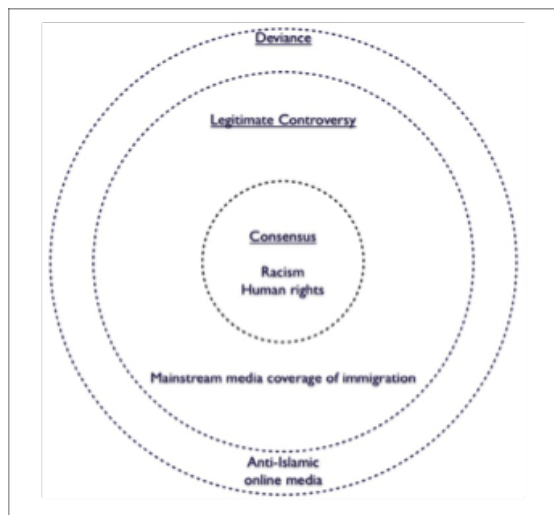 Deviance
Legitimate Controversy
Consensus
Racism
Human rights
Mainstream media coverage of immigration
Anti-Islamic
online media